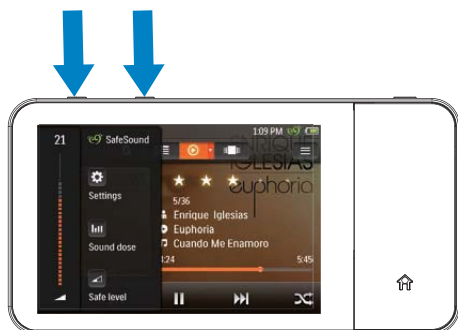 21
SafeSound
1:09 PM
ENRIQUE
IGLESIAS
euphoria
Settings
5/36
Enrique Iglesias
Euphoria
Cuando Me Enamoro
Sound dose
:24
5:45
Safe level